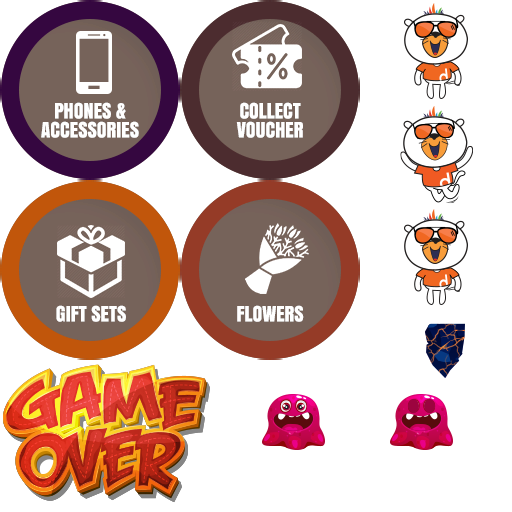 PHONES &
ACCESSORIES
COLLECT
VOUCHER
%
GIFT SETS
FLOWERS
d
d
d
GAME
OVER